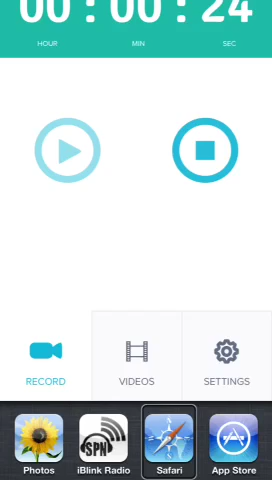 00 : 00 : 24
HOUR MIN SEC
RECORD VIDEOS SETTINGS
SPN
Photos iBlink Radio Safari App Store